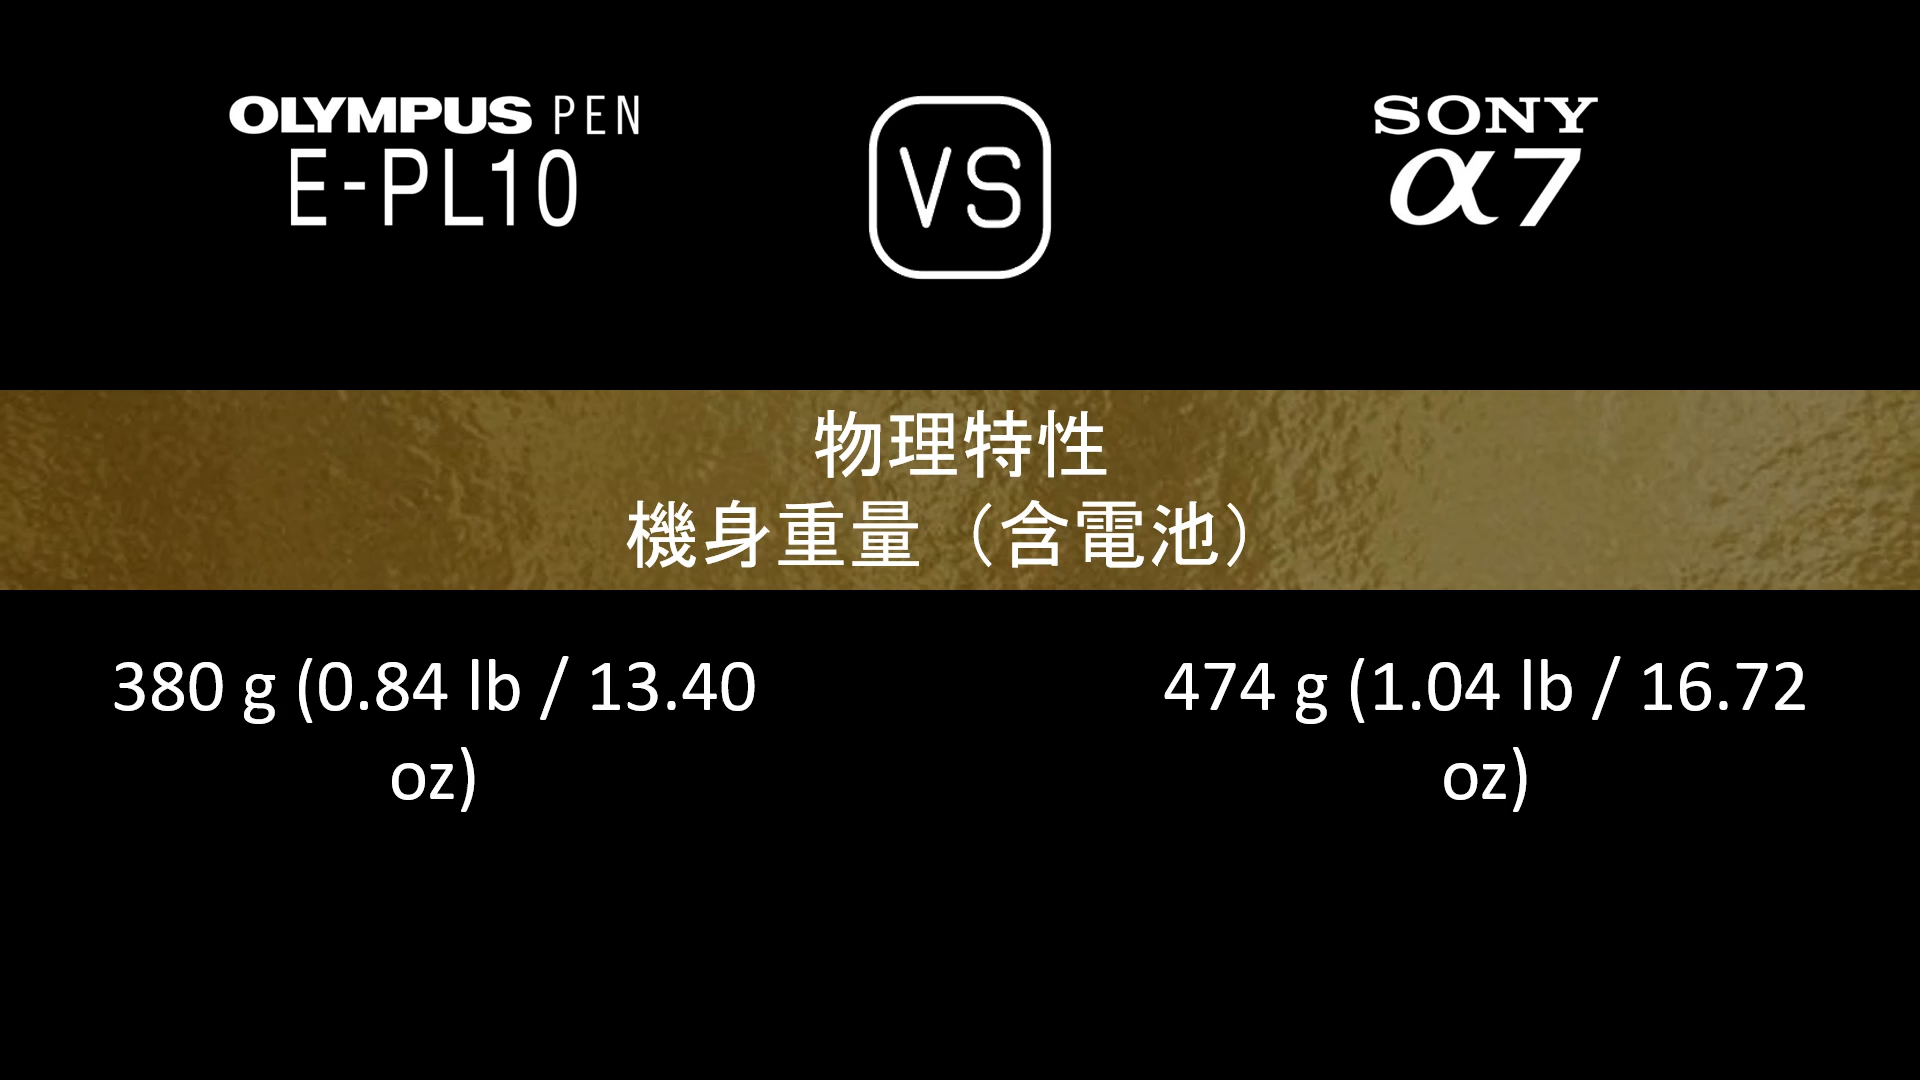 OLYMPUS PEN
E-PL10
VS
SONY
α7
物理特性
機身重量（含電池）
380 g (0.84 lb / 13.40
oz)
474 g (1.04 lb / 16.72
oz)